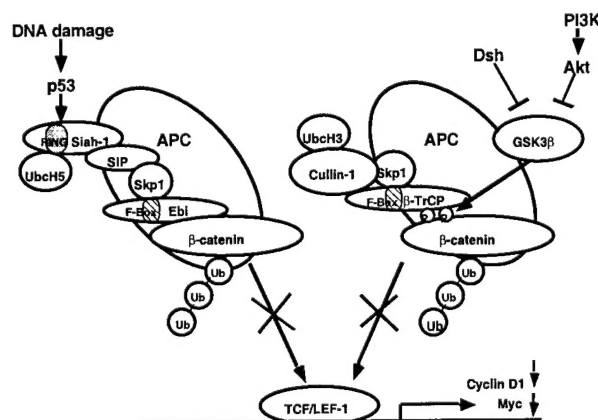 DNA damage
p53
RING
Siah-1
UbcH5
SIP
APC
Skp1
F-Box
Ebi
β-catenin
Ub
Ub
Ub
PI3K
Akt
Dsh
GSK3β
UbcH3
APC
Cullin-1
Skp1
F-Box
β-TrCP
P P
β-catenin
Ub
Ub
Ub
TCF/LEF-1
Cyclin D1
Myc